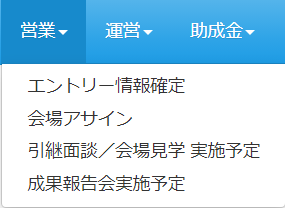 営業 運営 助成金
エントリー情報確定
会場アサイン
引継面談／会場見学 実施予定
成果報告会実施予定